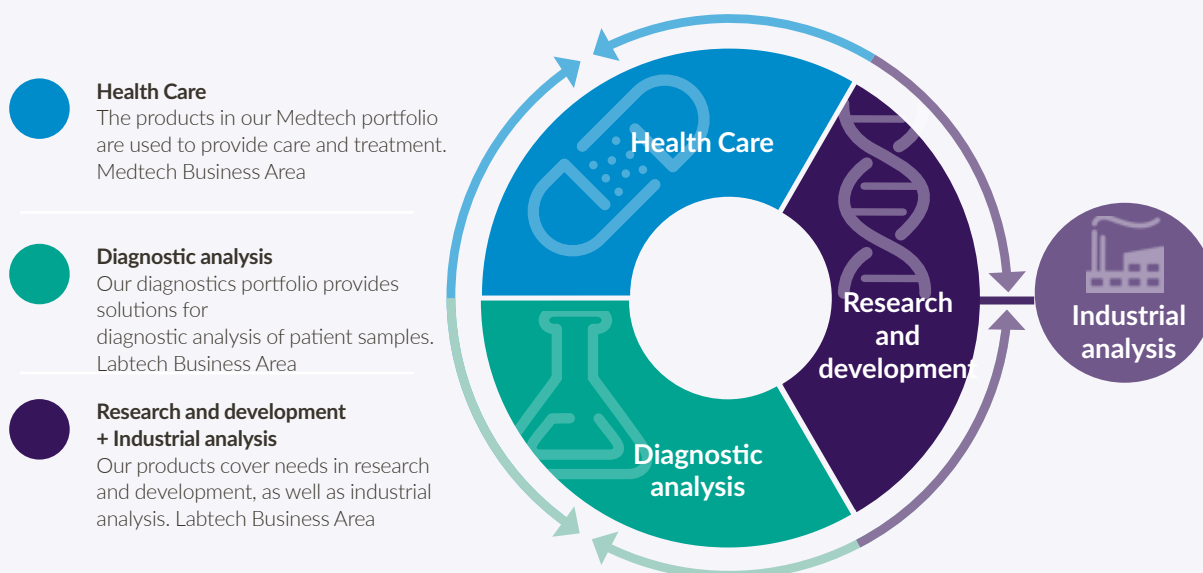 Health Care
The products in our Medtech portfolio
are used to provide care and treatment.
Medtech Business Area
Diagnostic analysis
Our diagnostics portfolio provides
solutions for
diagnostic analysis of patient samples.
Labtech Business Area
Research and development
+ Industrial analysis
Our products cover needs in research
and development, as well as industrial
analysis. Labtech Business Area
Health Care
Research
and
development
Diagnostic
analysis
Industrial
analysis